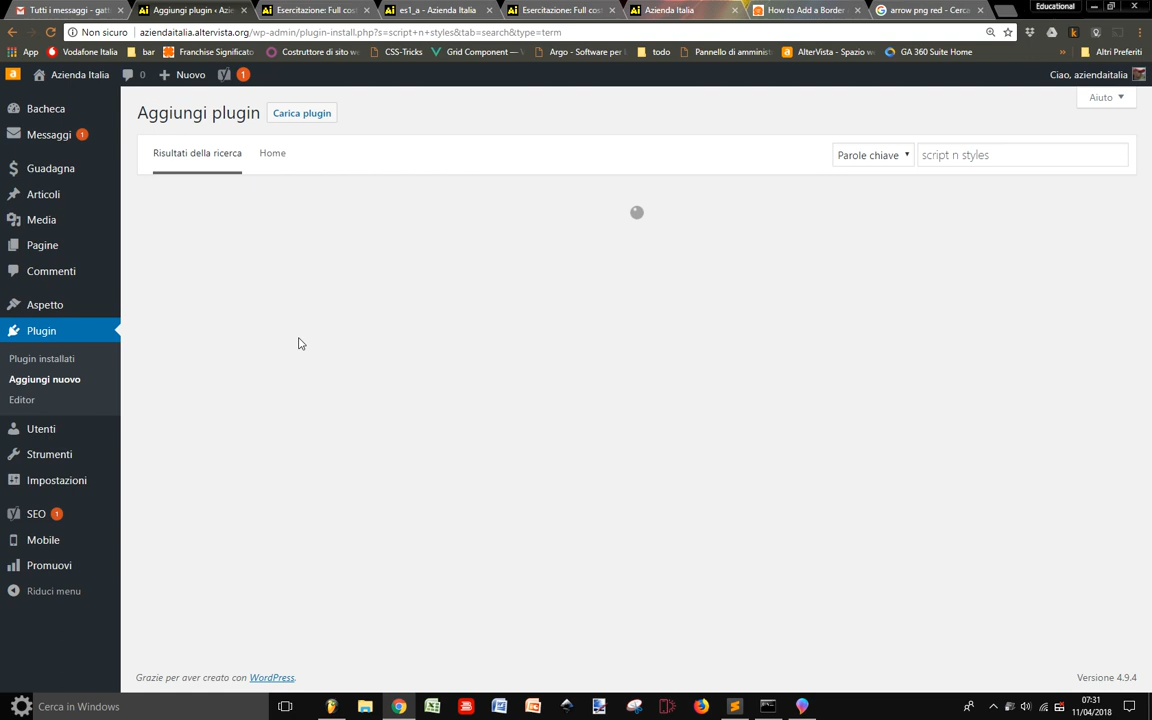 Tutti i messaggi - gatt
Aggiungi plugin ‹ Azie
Esercitazione: Full cost
es1_a - Azienda Italia
Esercitazione: Full cost
Azienda Italia
How to Add a Border
arrow png red - Cerca
Educational
Non sicuro
aziendaitalia.altervista.org/wp-admin/plugin-install.php?s=script+n+styles&tab=search&type=term
App
Vodafone Italia
bar
Franchise Significato
Costruttore di sito we
CSS-Tricks
Grid Component — V
Argo - Software per l
todo
Pannello di amminist
AlterVista - Spazio w
GA 360 Suite Home
»
Altri Preferiti
Azienda Italia
0
Nuovo
1
Ciao, aziendaitalia
Bacheca
Messaggi 1
Guadagna
Articoli
Media
Pagine
Commenti
Aspetto
Plugin
Plugin installati
Aggiungi nuovo
Editor
Utenti
Strumenti
Impostazioni
SEO 1
Mobile
Promuovi
Riduci menu
Aiuto
Aggiungi plugin
Carica plugin
Risultati della ricerca
Home
Parole chiave
script n styles
Grazie per aver creato con WordPress.
Versione 4.9.4
Cerca in Windows
07:31
11/04/2018